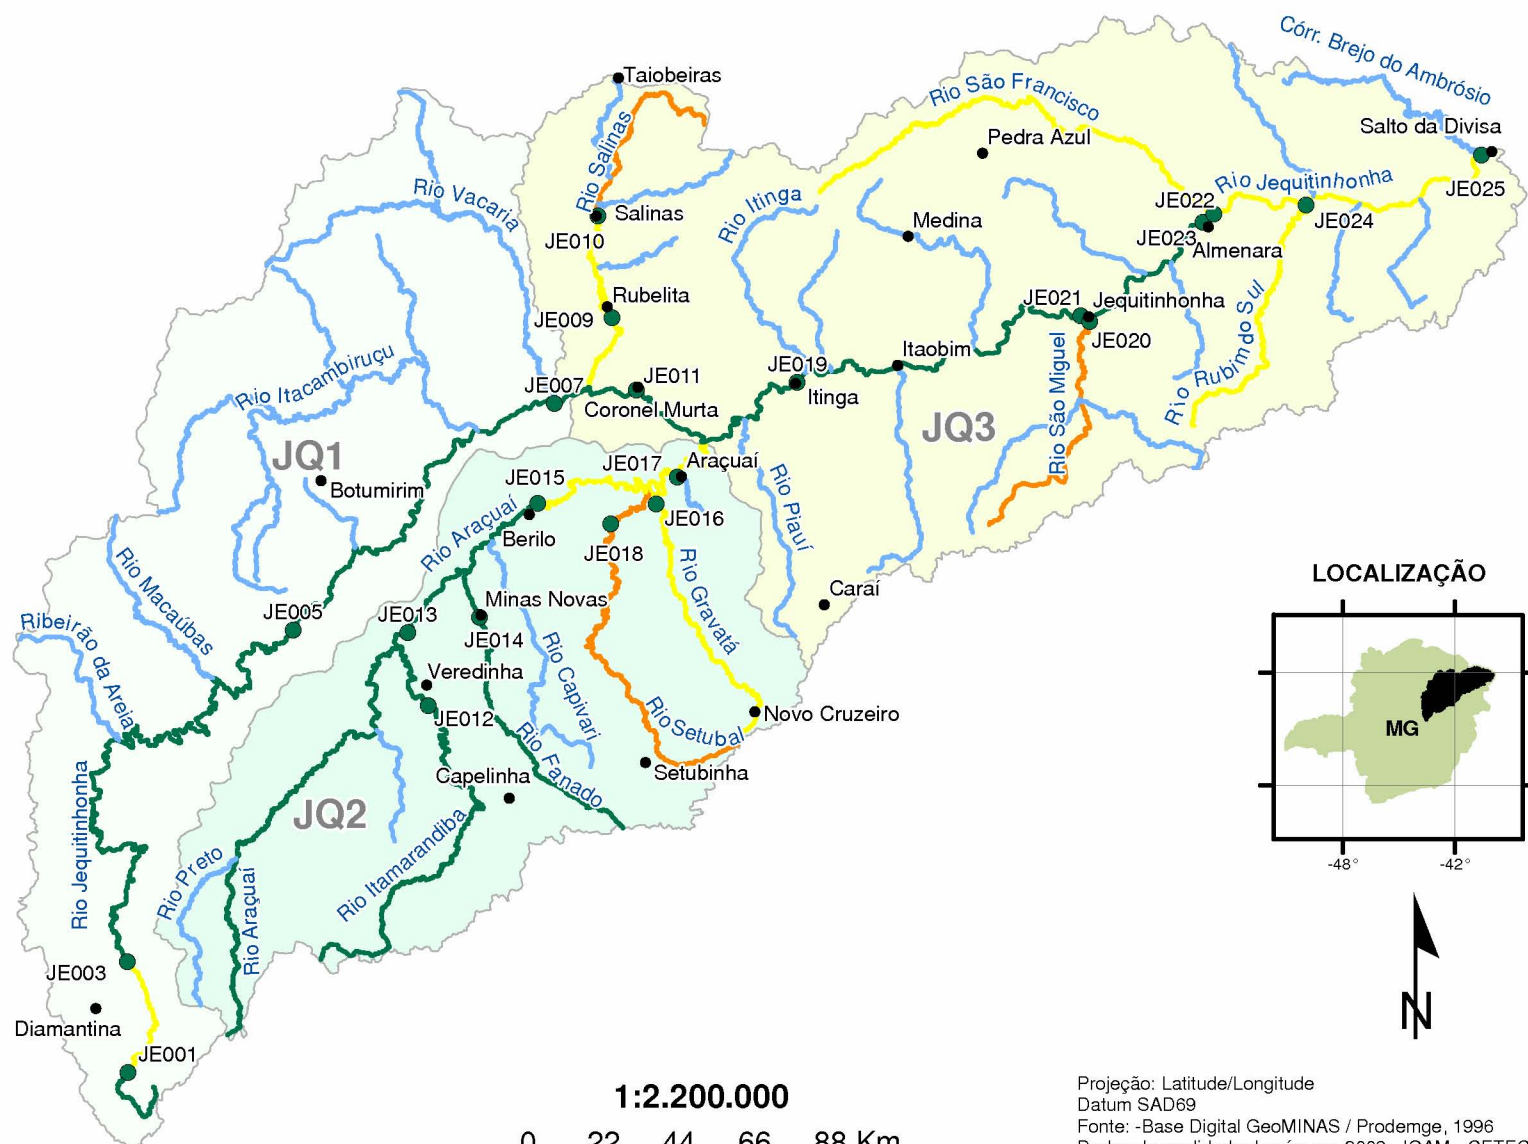 Córr. Brejo do Ambrósio
Taiobeiras
Rio São Francisco
Salto da Divisa
Pedra Azul
Rio Salinas
Rio Vacaria
Rio Itinga
Rio Jequitinhonha
JE025
JE022
JE024
Salinas
Medina
JE010
JE023
Almenara
Rubelita
JE009
JE021
Jequitinhonha
JE020
Rio Rubim do Sul
Rio São Miguel
Itaobim
JE019
Itinga
Rio Itacambiruçu
JE007
JE011
Coronel Murta
JQ3
JQ1
Botumirim
JE017
Araçuaí
JE015
Rio Araçuaí
Berilo
JE016
JE018
Rio Piauí
Rio Macaúbas
Ribeirão da Areia
JE005
JE013
Minas Novas
JE014
Rio Gravatá
Caraí
Rio Capivari
Veredinha
JE012
Rio Setubal
Novo Cruzeiro
Setubinha
Rio Fanado
Capelinha
JQ2
Rio Itamarandiba
Rio Jequitinhonha
Rio Preto
Rio Araçuaí
JE003
Diamantina
JE001
LOCALIZAÇÃO
MG
-48
-42
N
1:2.200.000
0 22 44 66 88 Km
Projeção: Latitude/Longitude
Datum SAD69
Fonte: -Base Digital GeoMINAS / Prodemge, 1996